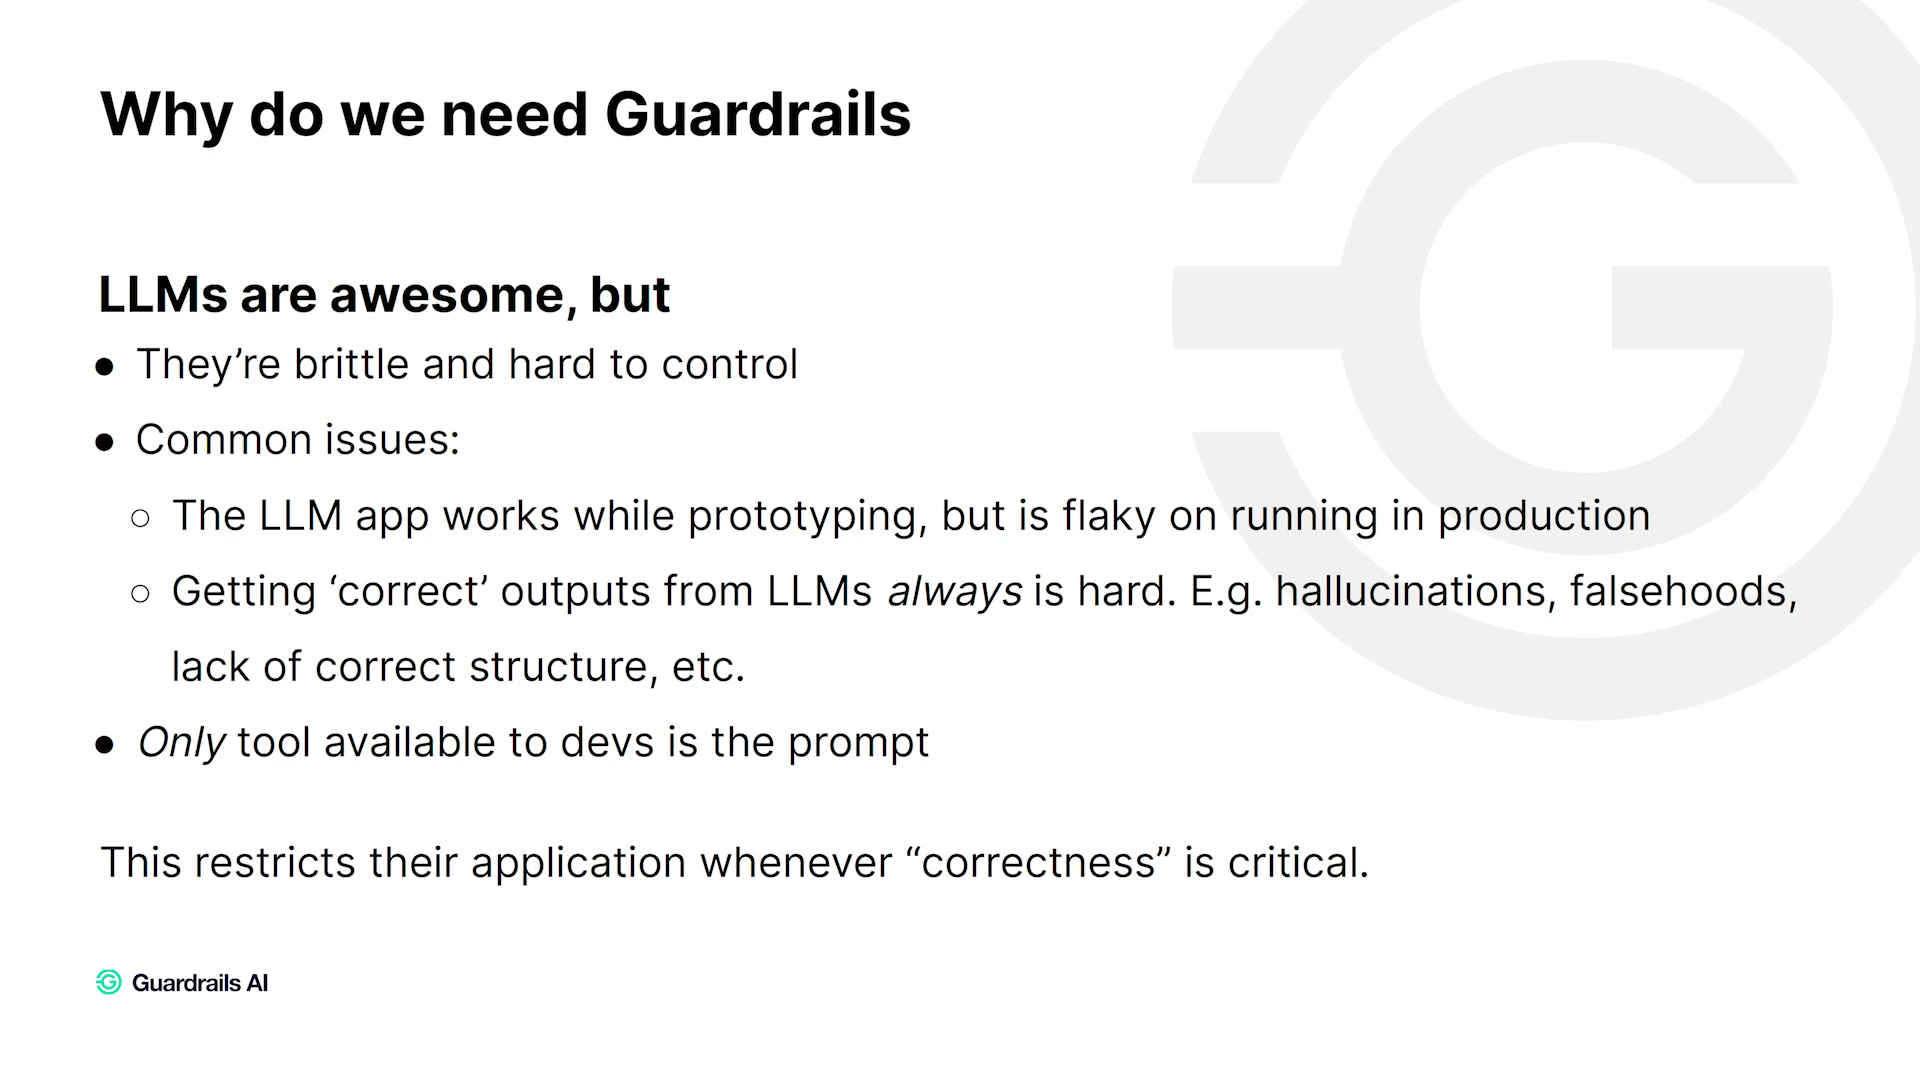 Why do we need Guardrails
LLMs are awesome, but
● They’re brittle and hard to control
● Common issues:
○ The LLM app works while prototyping, but is flaky on running in production
○ Getting ‘correct’ outputs from LLMs always is hard. E.g. hallucinations, falsehoods,
lack of correct structure, etc.
● Only tool available to devs is the prompt
This restricts their application whenever “correctness” is critical.
Guardrails AI